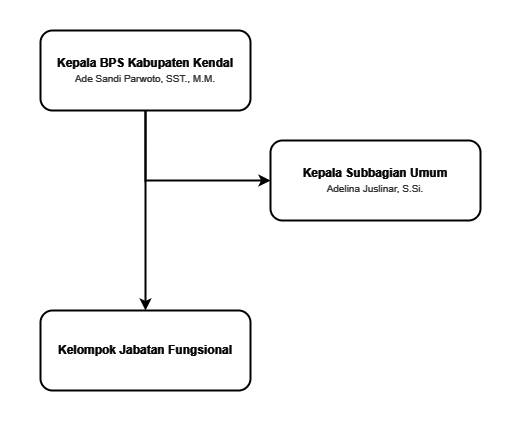 Kepala BPS Kabupaten Kendal
Ade Sandi Parwoto, SST., M.M.
Kepala Subbagian Umum
Adelina Juslinar, S.Si.
Kelompok Jabatan Fungsional